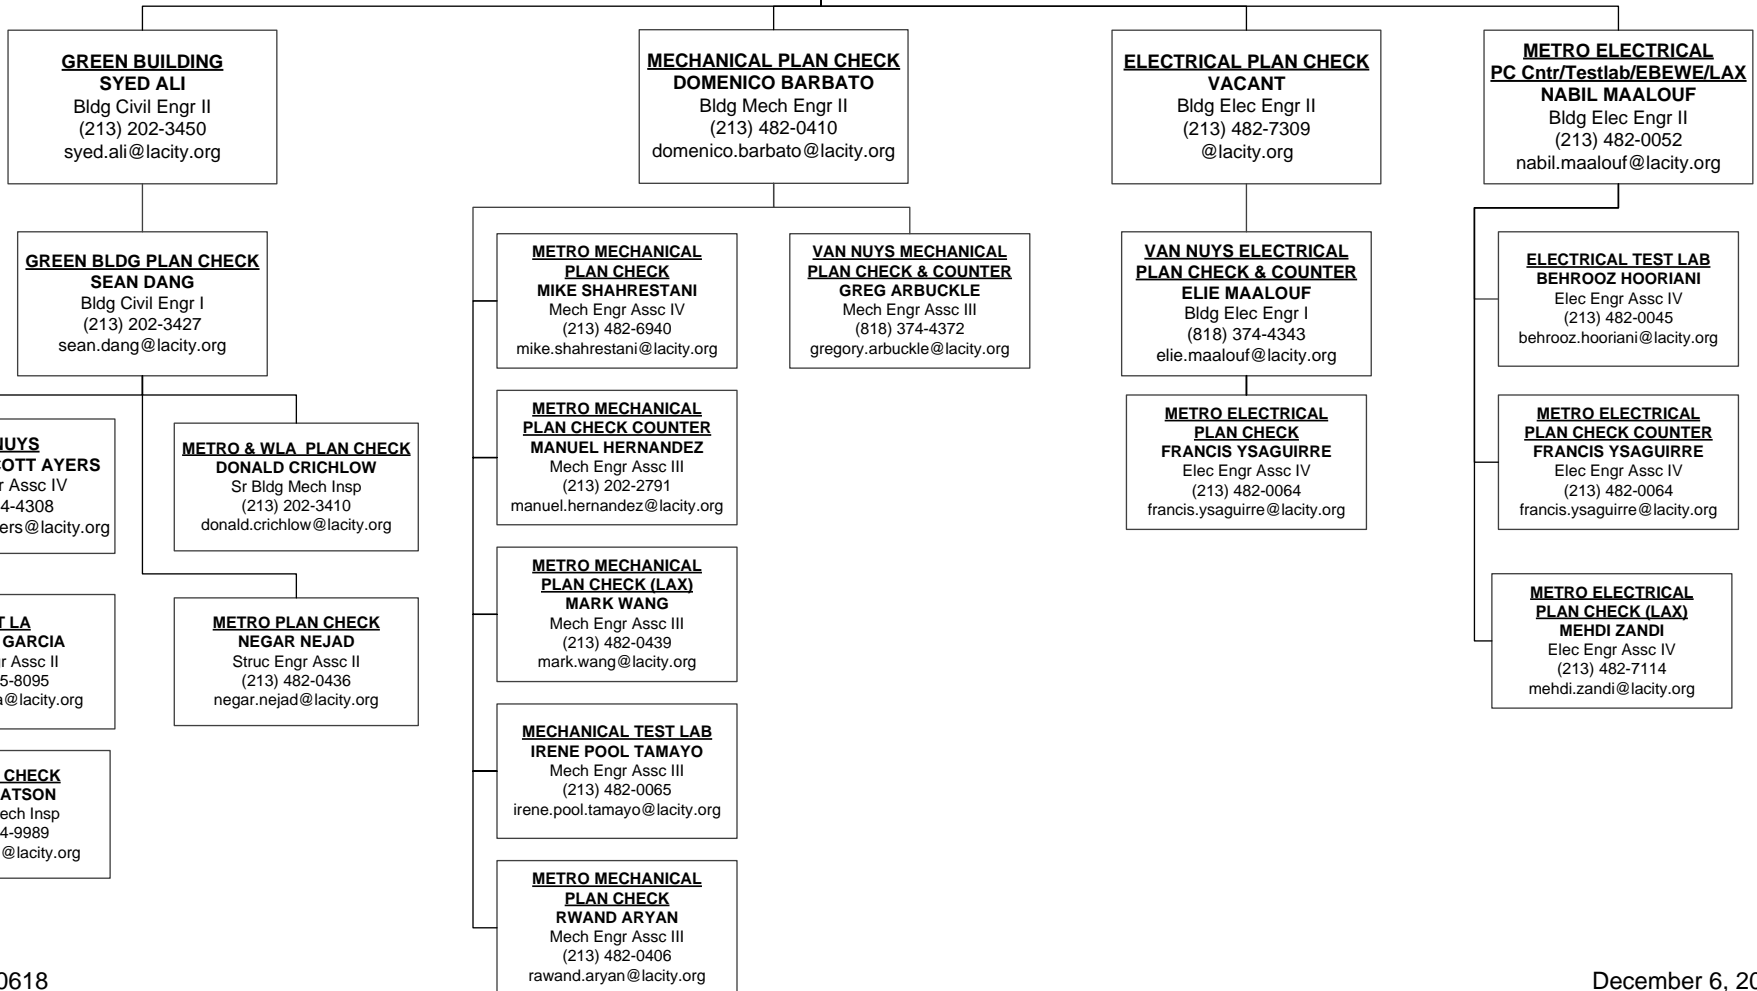 GREEN BUILDING
SYED ALI
Bldg Civil Engr II
(213) 202-3450
syed.ali@lacity.org
MECHANICAL PLAN CHECK
DOMENICO BARBATO
Bldg Mech Engr II
(213) 482-0410
domenico.barbato@lacity.org
ELECTRICAL PLAN CHECK
VACANT
Bldg Elec Engr II
(213) 482-7309
@lacity.org
METRO ELECTRICAL
PC Cntr/Testlab/EBEWE/LAX
NABIL MAALOUF
Bldg Elec Engr II
(213) 482-0052
nabil.maalouf@lacity.org
GREEN BLDG PLAN CHECK
SEAN DANG
Bldg Civil Engr I
(213) 202-3427
sean.dang@lacity.org
METRO MECHANICAL
PLAN CHECK
MIKE SHAHRESTANI
Mech Engr Assc IV
(213) 482-6940
mike.shahrestani@lacity.org
VAN NUYS MECHANICAL
PLAN CHECK & COUNTER
GREG ARBUCKLE
Mech Engr Assc III
(818) 374-4372
gregory.arbuckle@lacity.org
VAN NUYS ELECTRICAL
PLAN CHECK & COUNTER
ELIE MAALOUF
Bldg Elec Engr I
(818) 374-4343
elie.maalouf@lacity.org
ELECTRICAL TEST LAB
BEHROOZ HOORIANI
Elec Engr Assc IV
(213) 482-0045
behrooz.hooriani@lacity.org
NUYS
OTT AYERS
r Assc IV
4-4308
ers@lacity.org
METRO & WLA PLAN CHECK
DONALD CRICHLOW
Sr Bldg Mech Insp
(213) 202-3410
donald.crichlow@lacity.org
METRO MECHANICAL
PLAN CHECK COUNTER
MANUEL HERNANDEZ
Mech Engr Assc III
(213) 202-2791
manuel.hernandez@lacity.org
METRO ELECTRICAL
PLAN CHECK
FRANCIS YSAGUIRRE
Elec Engr Assc IV
(213) 482-0064
francis.ysaguirre@lacity.org
METRO ELECTRICAL
PLAN CHECK COUNTER
FRANCIS YSAGUIRRE
Elec Engr Assc IV
(213) 482-0064
francis.ysaguirre@lacity.org
T LA
GARCIA
r Assc II
5-8095
a@lacity.org
METRO PLAN CHECK
NEGAR NEJAD
Struc Engr Assc II
(213) 482-0436
negar.nejad@lacity.org
METRO MECHANICAL
PLAN CHECK (LAX)
MARK WANG
Mech Engr Assc III
(213) 482-0439
mark.wang@lacity.org
METRO ELECTRICAL
PLAN CHECK (LAX)
MEHDI ZANDI
Elec Engr Assc IV
(213) 482-7114
mehdi.zandi@lacity.org
CHECK
ATSON
ech Insp
4-9989
@lacity.org
MECHANICAL TEST LAB
IRENE POOL TAMAYO
Mech Engr Assc III
(213) 482-0065
irene.pool.tamayo@lacity.org
METRO MECHANICAL
PLAN CHECK
RWAND ARYAN
Mech Engr Assc III
(213) 482-0406
rawand.aryan@lacity.org
0618
December 6, 20